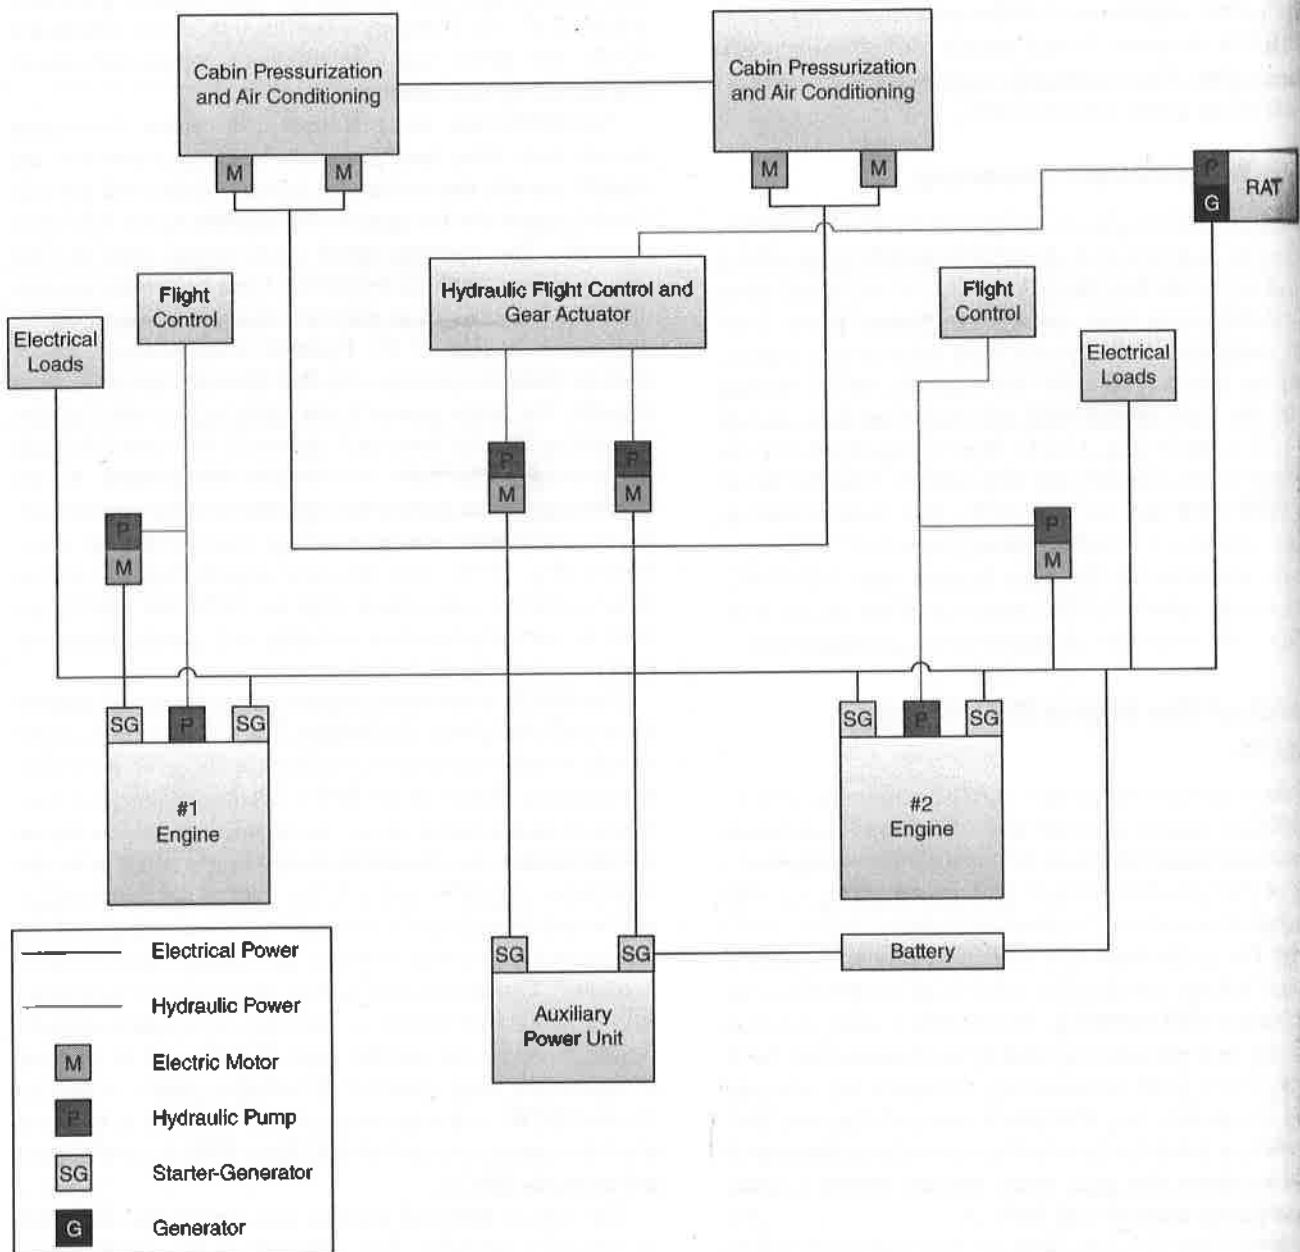 Cabin Pressurization
and Air Conditioning
Cabin Pressurization
and Air Conditioning
M
M
M
M
P
G
RAT
Flight
Control
Hydraulic Flight Control and
Gear Actuator
Flight
Control
Electrical
Loads
Electrical
Loads
P
M
P
M
P
M
P
M
SG
P
SG
SG
P
SG
#1
Engine
#2
Engine
SG
SG
Battery
Auxiliary
Power Unit
Electrical Power
Hydraulic Power
M
Electric Motor
P
Hydraulic Pump
SG
Starter-Generator
G
Generator